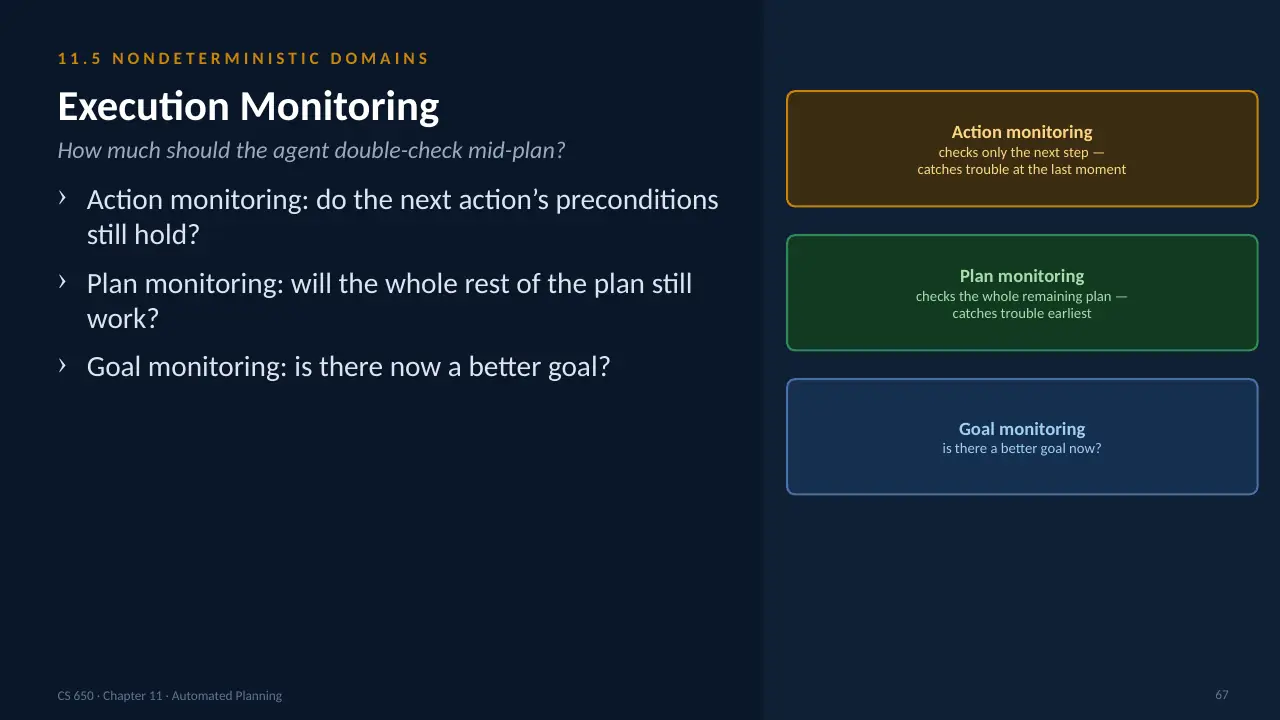 11.5 NONDETERMINISTIC DOMAINS
Execution Monitoring
How much should the agent double-check mid-plan?
› Action monitoring: do the next action’s preconditions
still hold?
› Plan monitoring: will the whole rest of the plan still
work?
› Goal monitoring: is there now a better goal?
Action monitoring
checks only the next step —
catches trouble at the last moment
Plan monitoring
checks the whole remaining plan —
catches trouble earliest
Goal monitoring
is there a better goal now?
CS 650 · Chapter 11 · Automated Planning
67